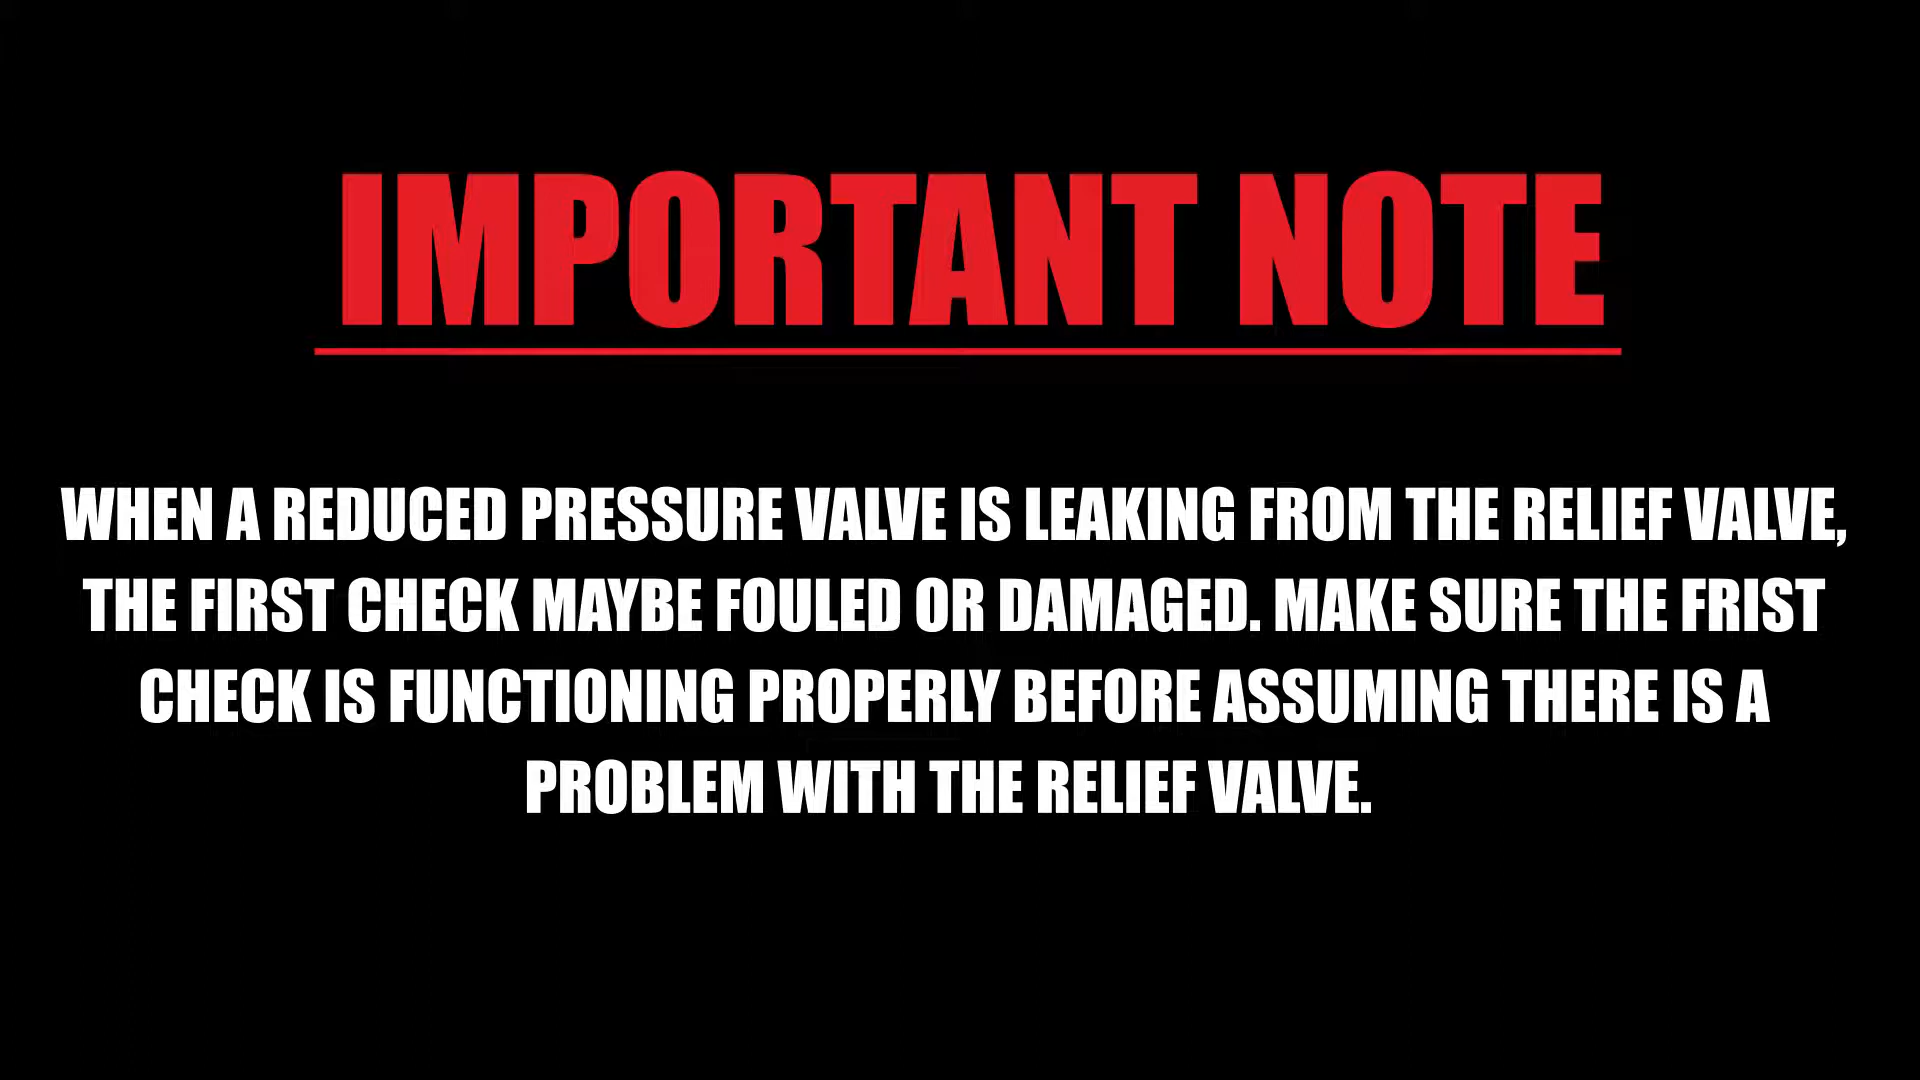 IMPORTANT NOTE
WHEN A REDUCED PRESSURE VALVE IS LEAKING FROM THE RELIEF VALVE,
THE FIRST CHECK MAYBE FOULED OR DAMAGED. MAKE SURE THE FRIST
CHECK IS FUNCTIONING PROPERLY BEFORE ASSUMING THERE IS A
PROBLEM WITH THE RELIEF VALVE.